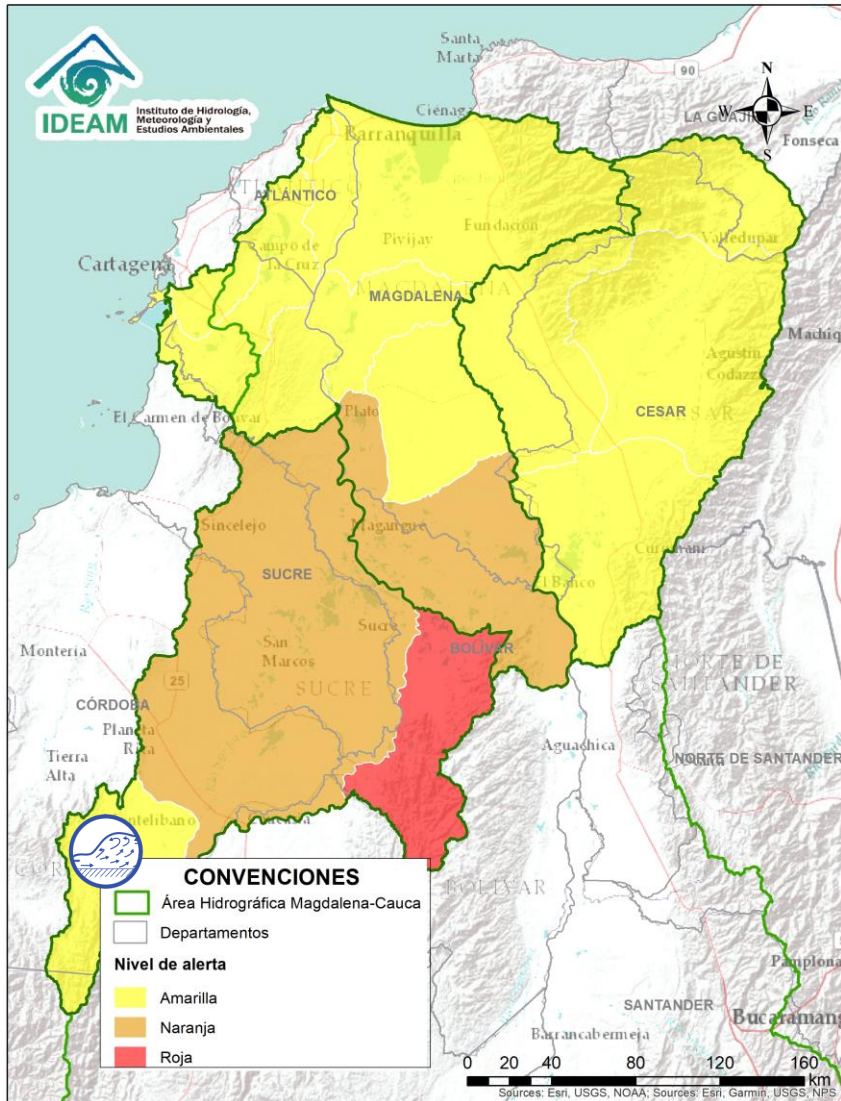 Santa
Marta
90
N
W
E
S
IDEAM
Instituto de Hidrología,
Meteorología y
Estudios Ambientales
Ciénaga
LA GUAJIRA
Fonseca
Barranquilla
ATLÁNTICO
Fundación
Pivijay
Valledupar
Campo de
la Cruz
Cartagena
MAGDALENA
MAGDALENA
Machiq
Agustín
Codazzi
CESAR
El Carmen de Bolívar
Plato
Sincelejo
Magangue
SUCRE
El Banco
Sucre
BOLÍVAR
San
Marcos
Montería
SUCRE
NORTE DE
SANTANDER
25
CÓRDOBA
Planeta
Rica
Tierra
Alta
Aguachica
NORTE DE SANTANDER
ntelibano
BOLÍVAR
CONVENCIONES
Área Hidrográfica Magdalena-Cauca
Departamentos
Nivel de alerta
Amarilla
Naranja
Roja
Pamplona
SANTANDER
Bucaramang
Barrancabermeja
0 20 40 80 120 160
km
Sources: Esri, USGS, NOAA; Sources: Esri, Garmin, USGS, NPS